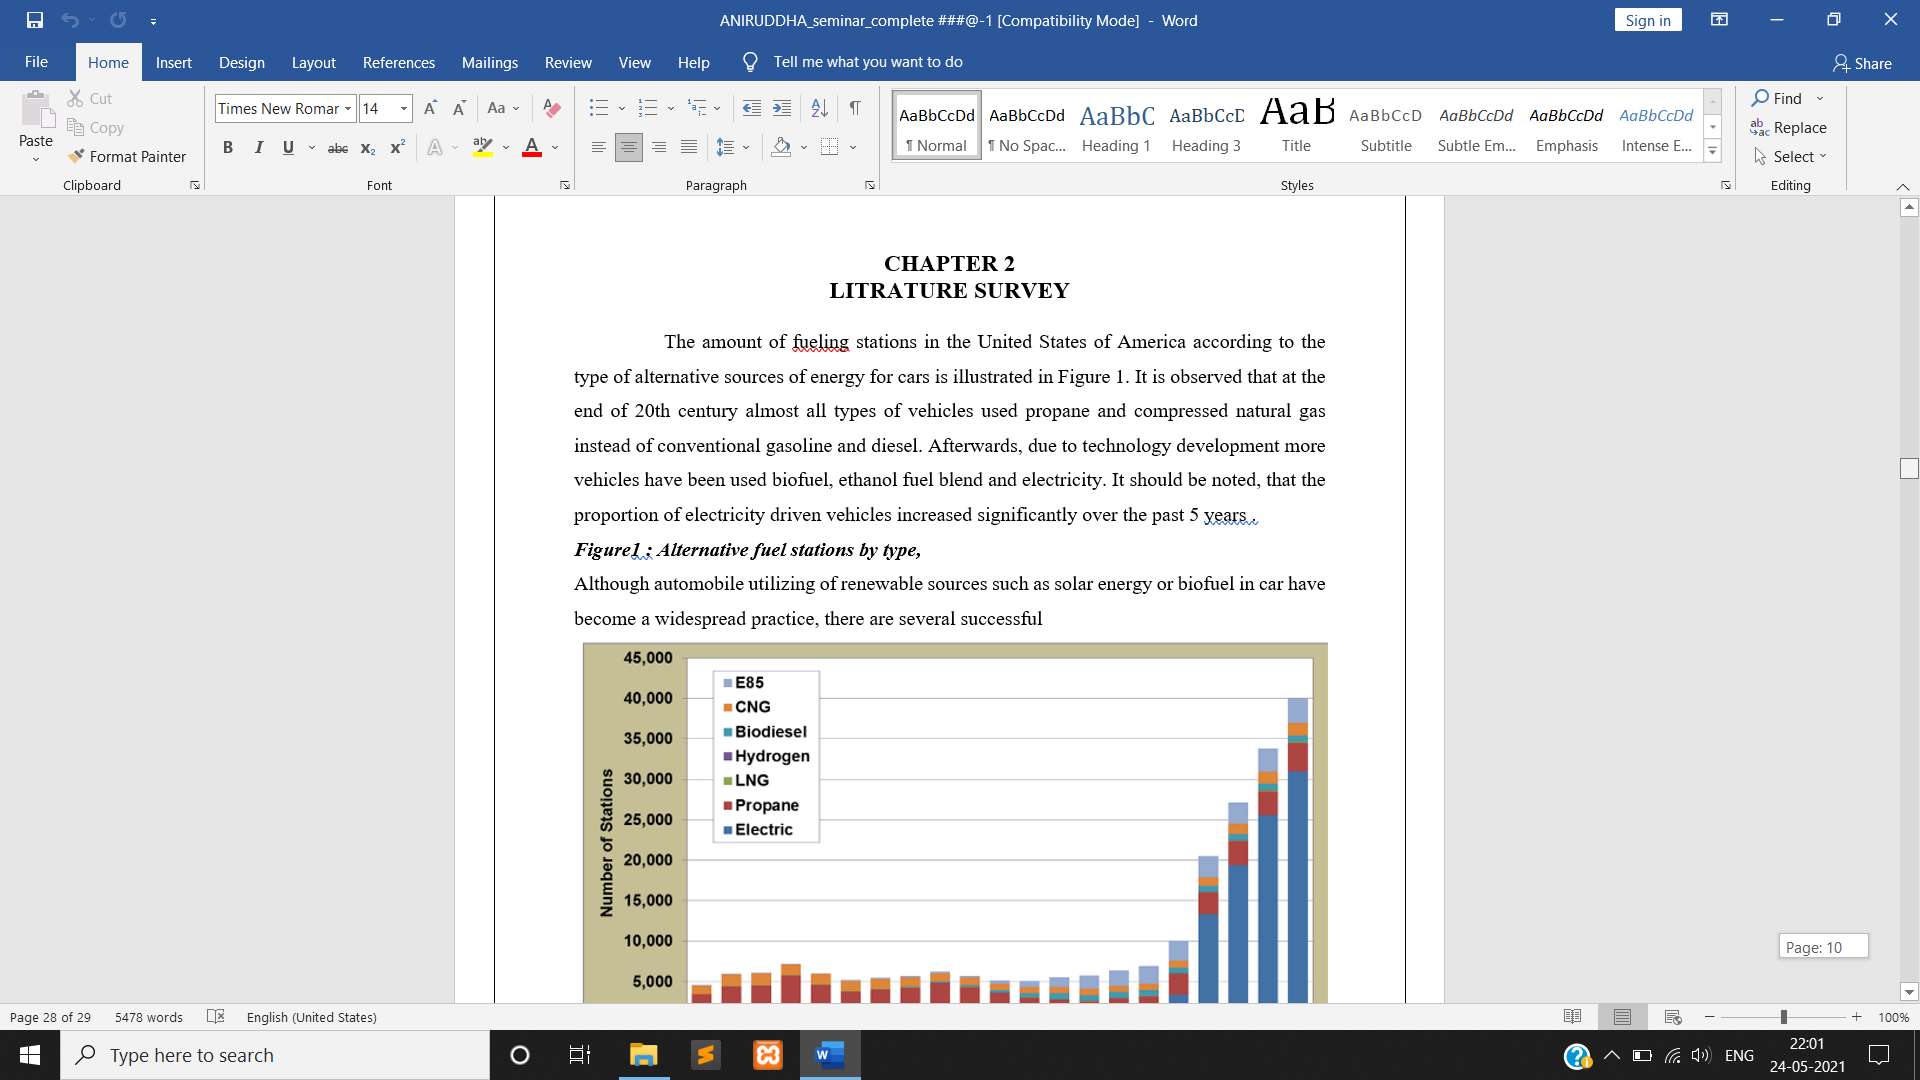 ANIRUDDHA_seminar_complete ###@-1 [Compatibility Mode] - Word
Sign in
File Home Insert Design Layout References Mailings Review View Help Tell me what you want to do
Share
Paste
Cut
Copy
Format Painter
Clipboard
Times New Romar 14
Aa
B I U abc x₂ x² A ab A
Font
Paragraph
AaBbCcDd AaBbCcDd AaBbC AaBbCcD AaB AaBbCcD AaBbCcDd AaBbCcDd AaBbCcDd
¶ Normal ¶ No Spac... Heading 1 Heading 3 Title Subtitle Subtle Em... Emphasis Intense E...
Styles
Find
Replace
Select
Editing
CHAPTER 2
LITRATURE SURVEY
The amount of fueling stations in the United States of America according to the
type of alternative sources of energy for cars is illustrated in Figure 1. It is observed that at the
end of 20th century almost all types of vehicles used propane and compressed natural gas
instead of conventional gasoline and diesel. Afterwards, due to technology development more
vehicles have been used biofuel, ethanol fuel blend and electricity. It should be noted, that the
proportion of electricity driven vehicles increased significantly over the past 5 years .
Figure1 : Alternative fuel stations by type,
Although automobile utilizing of renewable sources such as solar energy or biofuel in car have
become a widespread practice, there are several successful
45,000
40,000
35,000
30,000
25,000
20,000
15,000
10,000
5,000
Number of Stations
E85
CNG
Biodiesel
Hydrogen
LNG
Propane
Electric
Page: 10
Page 28 of 29 5478 words English (United States)
100%
Type here to search
ENG
22:01
24-05-2021